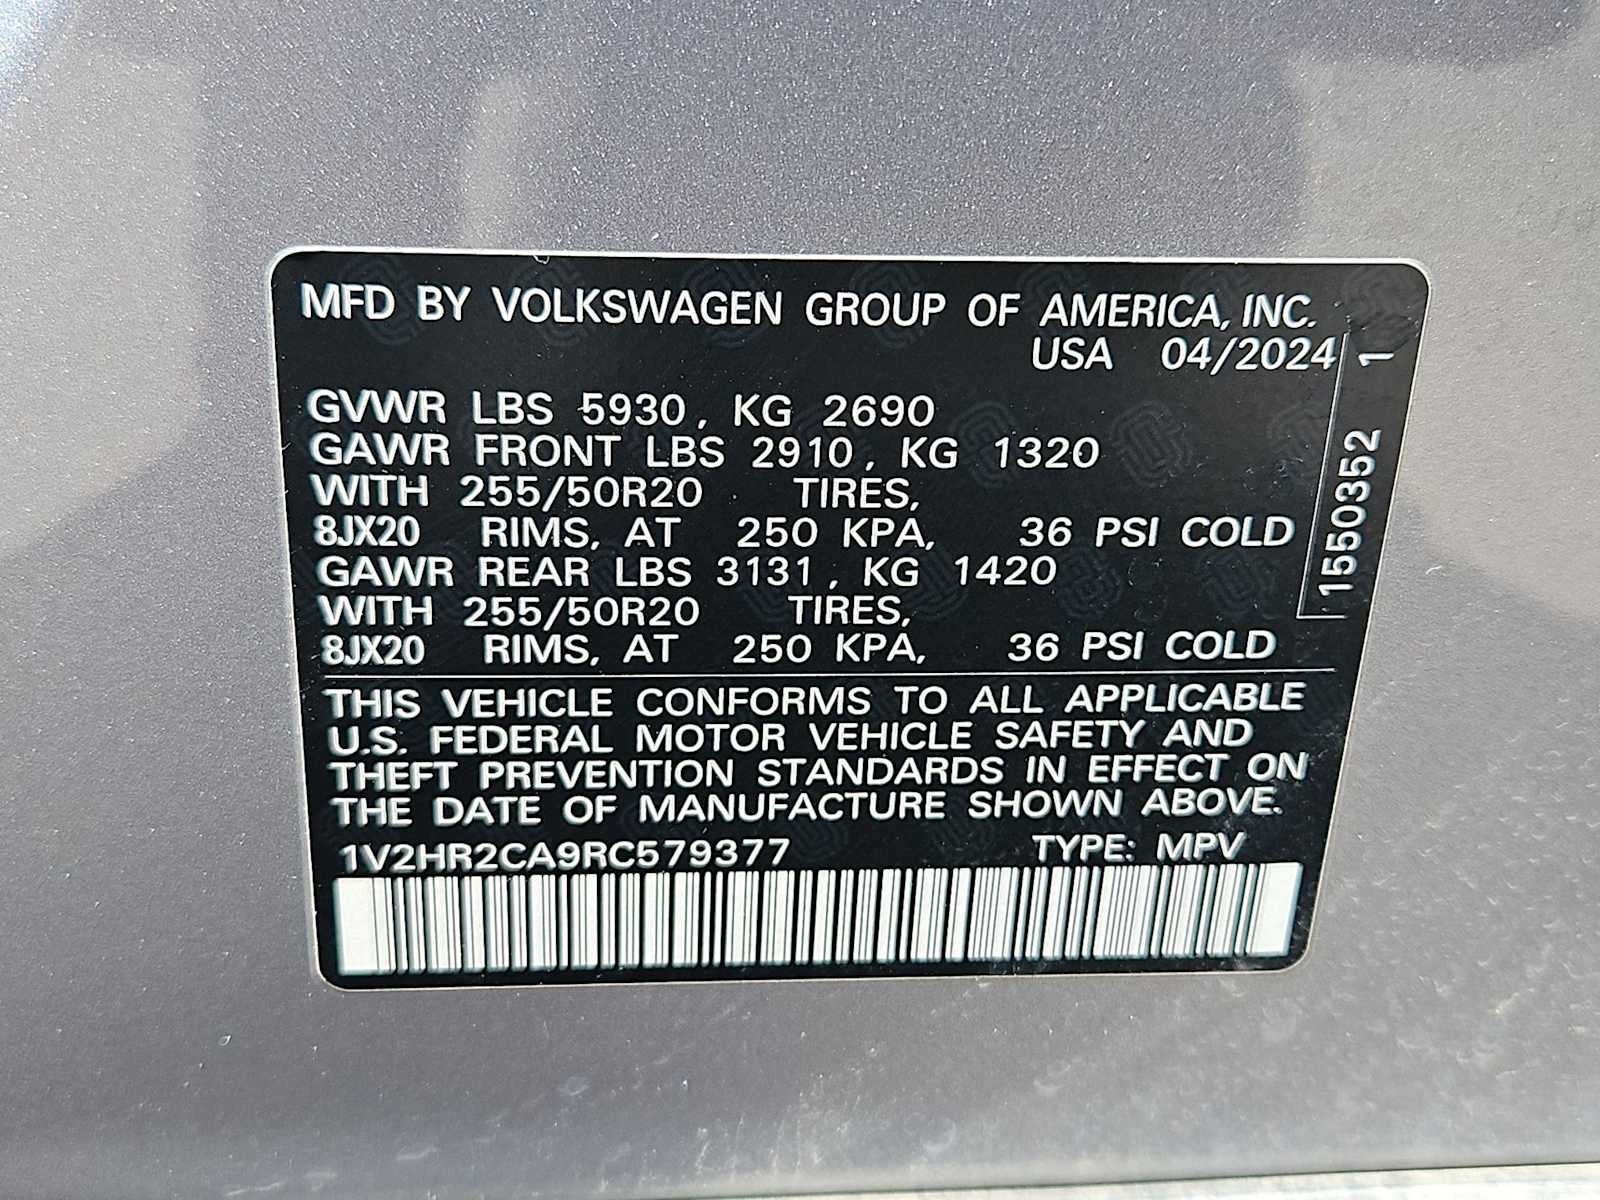 MFD BY VOLKSWAGEN GROUP OF AMERICA, INC.
USA 04/2024
GVWR LBS 5930, KG 2690
GAWR FRONT LBS 2910, KG 1320
WITH 255/50R20 TIRES,
8JX20 RIMS, AT 250 KPA, 36 PSI COLD
GAWR REAR LBS 3131, KG 1420
WITH 255/50R20 TIRES,
8JX20 RIMS, AT 250 KPA, 36 PSI COLD
1550352 1
THIS VEHICLE CONFORMS TO ALL APPLICABLE
U.S. FEDERAL MOTOR VEHICLE SAFETY AND
THEFT PREVENTION STANDARDS IN EFFECT ON
THE DATE OF MANUFACTURE SHOWN ABOVE.
1V2HR2CA9RC579377 TYPE: MPV